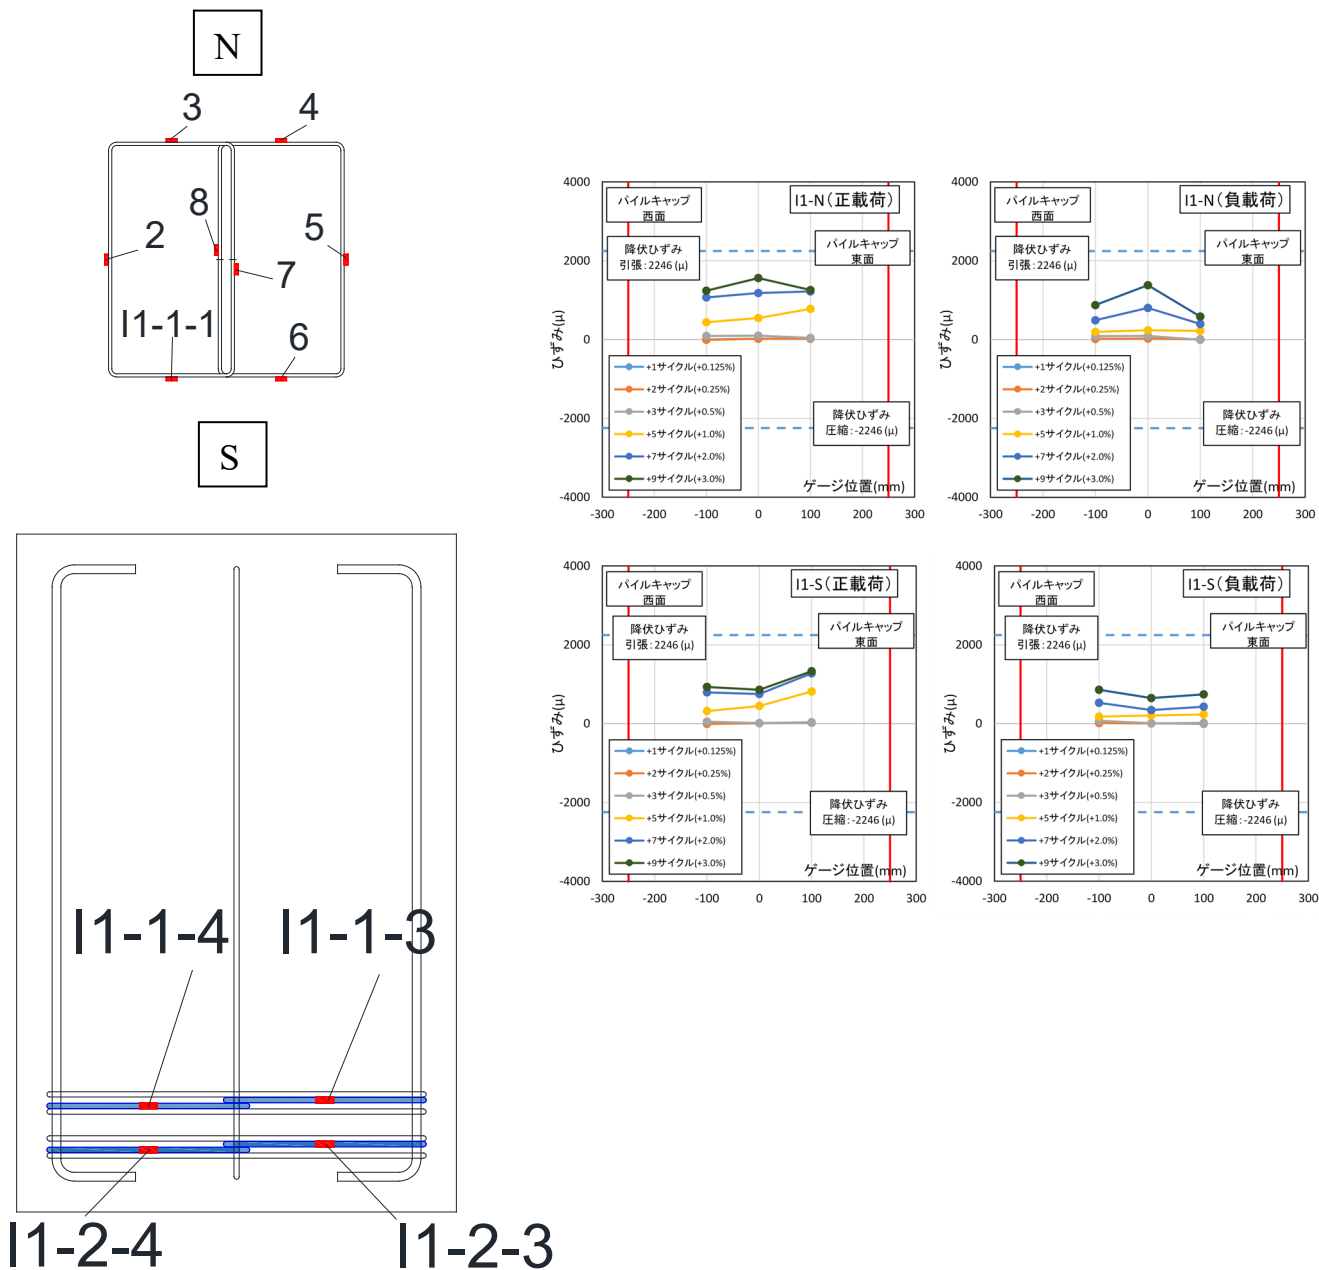 N
3
4
8
2
5
7
I1-1-1
6
S
I1-1-4
I1-1-3
I1-2-4
I1-2-3
I1-N(正載荷)
パイルキャップ
西面
パイルキャップ
東面
降伏ひずみ
引張:2246(μ)
降伏ひずみ
圧縮:-2246(μ)
4000
2000
0
-2000
-4000
ひずみ(μ)
+1サイクル(+0.125%)
+2サイクル(+0.25%)
+3サイクル(+0.5%)
+5サイクル(+1.0%)
+7サイクル(+2.0%)
+9サイクル(+3.0%)
ゲージ位置(mm)
-300 -200 -100 0 100 200 300
I1-N(負載荷)
パイルキャップ
西面
パイルキャップ
東面
降伏ひずみ
引張:2246(μ)
降伏ひずみ
圧縮:-2246(μ)
4000
2000
0
-2000
-4000
ひずみ(μ)
+1サイクル(+0.125%)
+2サイクル(+0.25%)
+3サイクル(+0.5%)
+5サイクル(+1.0%)
+7サイクル(+2.0%)
+9サイクル(+3.0%)
ゲージ位置(mm)
-300 -200 -100 0 100 200 300
I1-S(正載荷)
パイルキャップ
西面
パイルキャップ
東面
降伏ひずみ
引張:2246(μ)
降伏ひずみ
圧縮:-2246(μ)
4000
2000
0
-2000
-4000
ひずみ(μ)
+1サイクル(+0.125%)
+2サイクル(+0.25%)
+3サイクル(+0.5%)
+5サイクル(+1.0%)
+7サイクル(+2.0%)
+9サイクル(+3.0%)
ゲージ位置(mm)
-300 -200 -100 0 100 200 300
I1-S(負載荷)
パイルキャップ
西面
パイルキャップ
東面
降伏ひずみ
引張:2246(μ)
降伏ひずみ
圧縮:-2246(μ)
4000
2000
0
-2000
-4000
ひずみ(μ)
+1サイクル(+0.125%)
+2サイクル(+0.25%)
+3サイクル(+0.5%)
+5サイクル(+1.0%)
+7サイクル(+2.0%)
+9サイクル(+3.0%)
ゲージ位置(mm)
-300 -200 -100 0 100 200 300